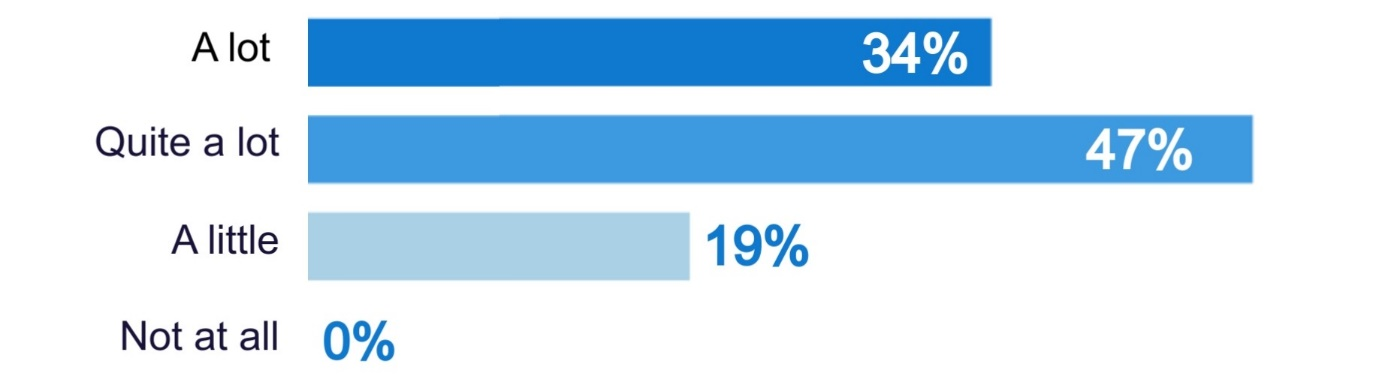 A lot 34%
Quite a lot 47%
A little 19%
Not at all 0%